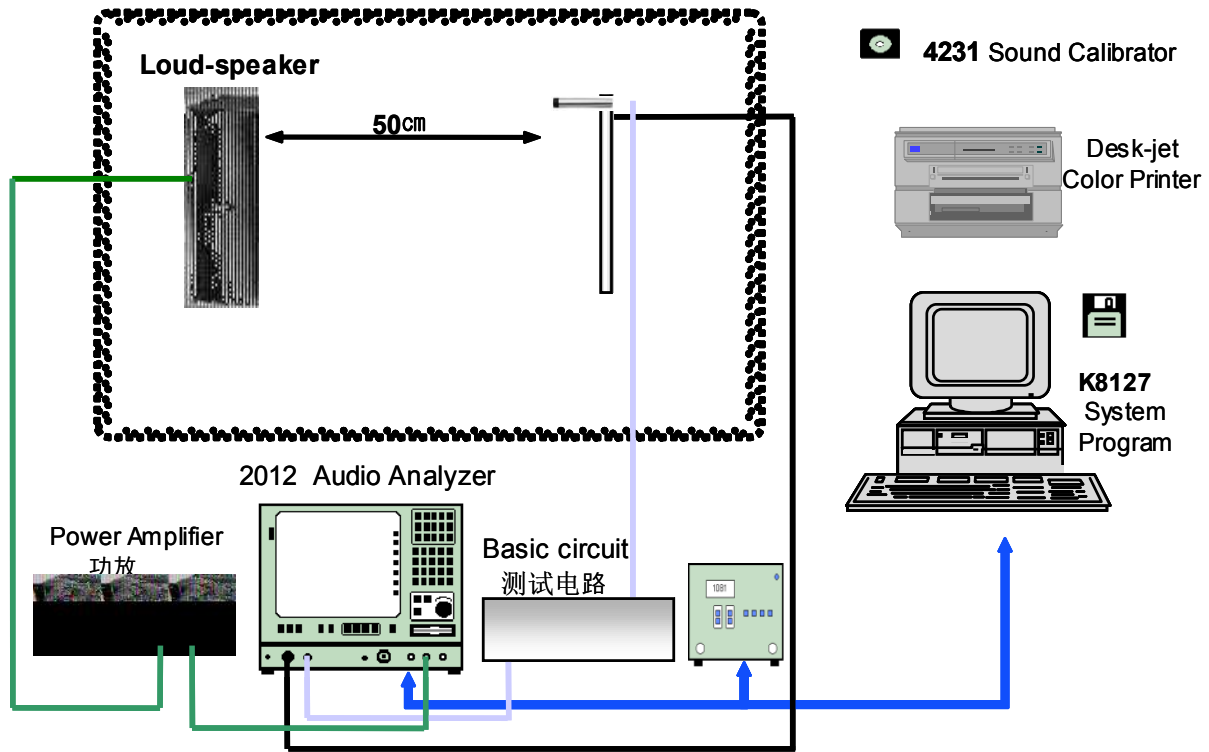 Loud-speaker
50㎝
4231 Sound Calibrator
Desk-jet
Color Printer
K8127
System
Program
2012 Audio Analyzer
Power Amplifier
功放
Basic circuit
测试电路
1081